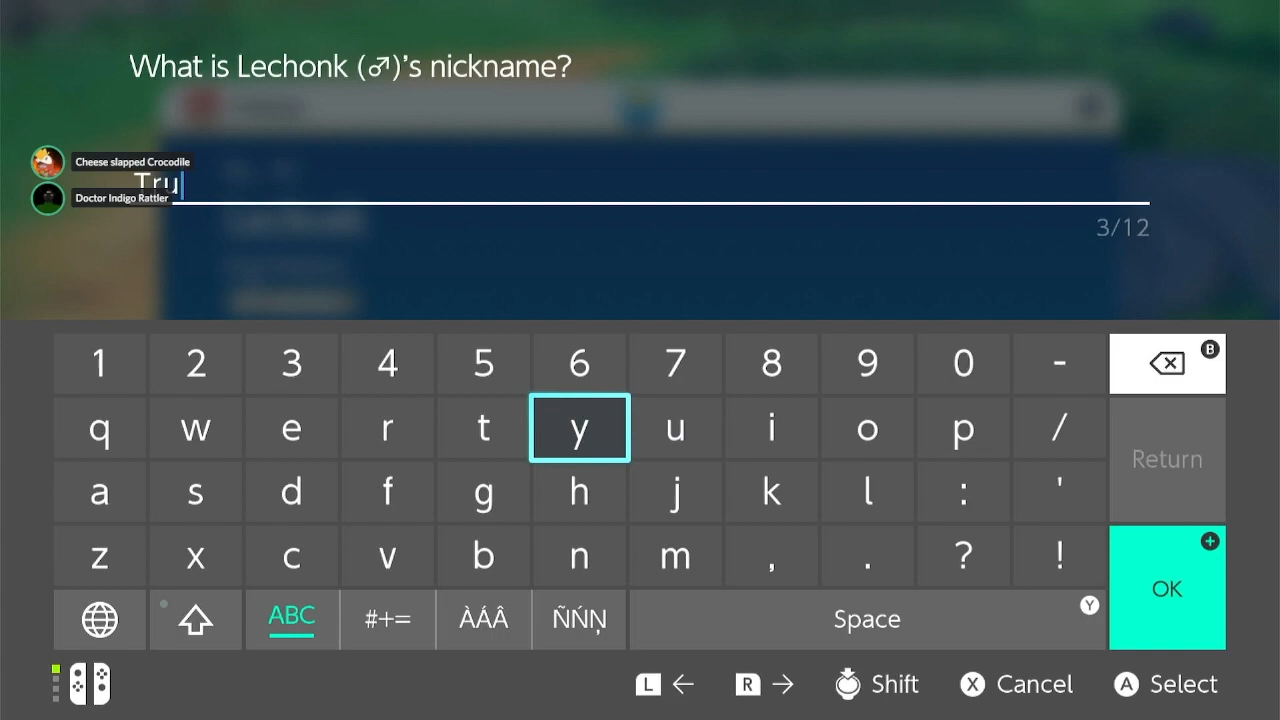 What is Lechonk (♂)'s nickname?
Cheese slapped Crocodile
Try
Doctor Indigo Rattler
3/12
1 2 3 4 5 6 7 8 9 0 - B
q w e r t y u i o p / Return
a s d f g h j k l : '
z x c v b n m , . ? ! + OK
ABC #+= ÀÁÂ ÑŃŅ Space Y
L ← R → Shift X Cancel A Select